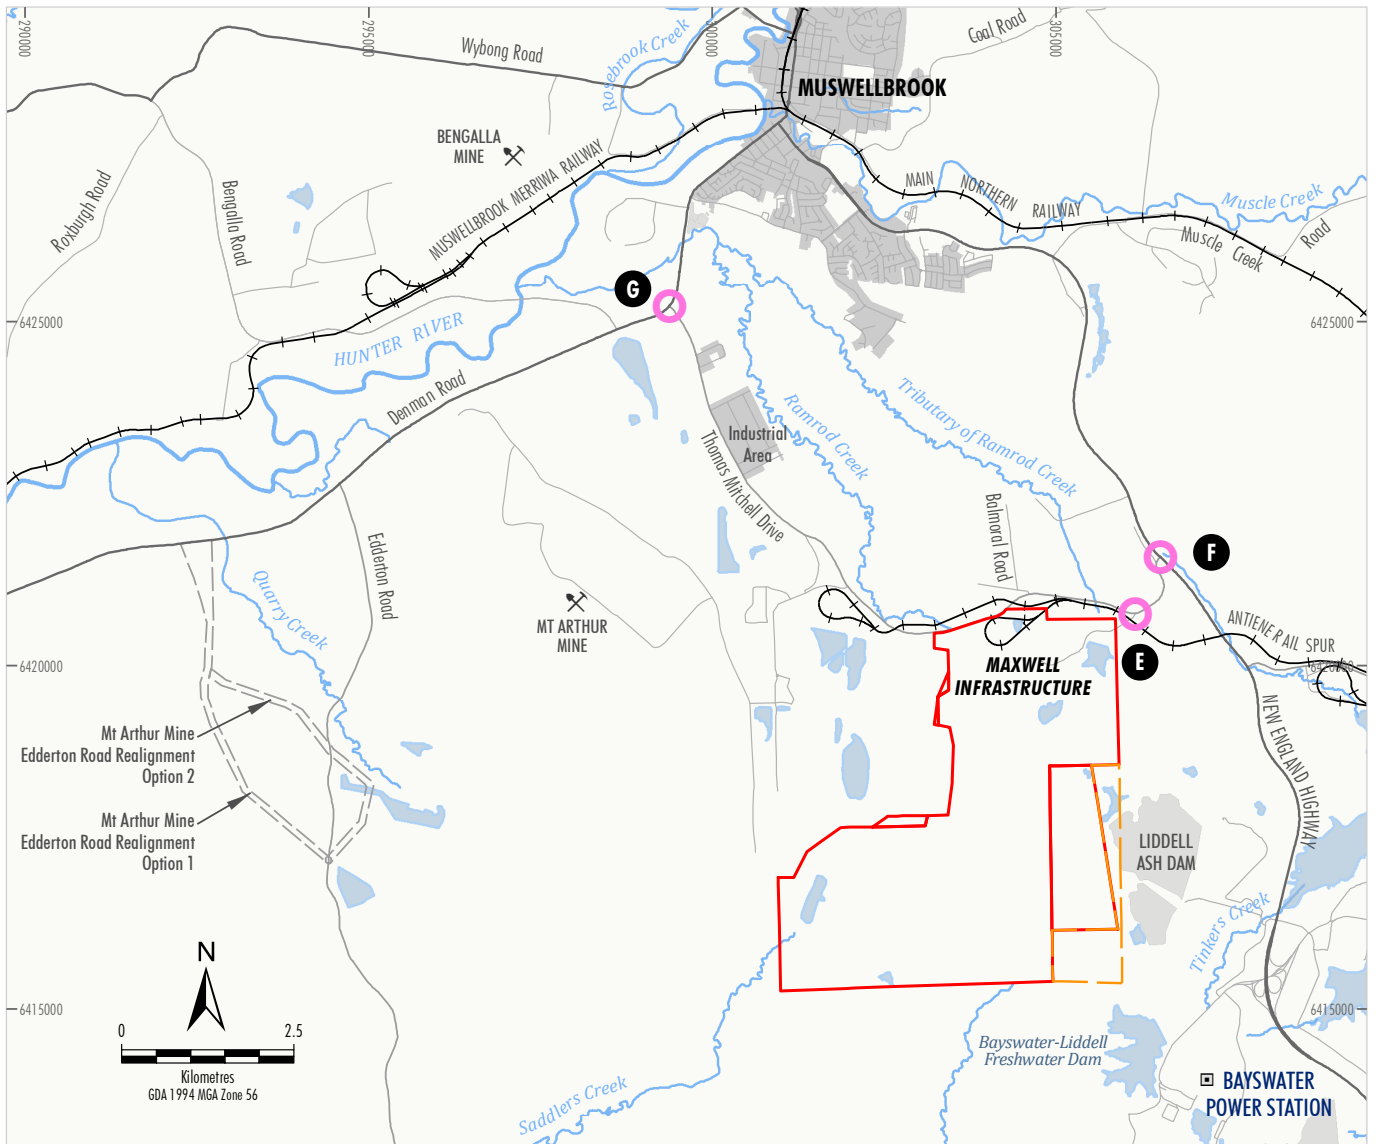 290000
295000
300000
305000
Wybong Road
Rosebrook Creek
Coal Road
MUSWELLBROOK
BENGALLA
MINE
MUSWELLBROOK MERRIWA RAILWAY
Roxburgh Road
Bengalla Road
MAIN NORTHERN RAILWAY
Muscle Creek
Muscle Creek Road
G
6425000
6425000
HUNTER RIVER
Denman Road
Ramrod Creek
Tributary of Ramrod Creek
Industrial
Area
Thomas Mitchell Drive
Balmoral Road
F
Edderton Road
Quarry Creek
MT ARTHUR
MINE
ANTIENE RAIL SPUR
E
MAXWELL
INFRASTRUCTURE
6420000
6420000
NEW ENGLAND HIGHWAY
Mt Arthur Mine
Edderton Road Realignment
Option 2
Mt Arthur Mine
Edderton Road Realignment
Option 1
LIDDELL
ASH DAM
Tinkers Creek
N
6415000
6415000
0 2.5
Kilometres
GDA 1994 MGA Zone 56
Bayswater-Liddell
Freshwater Dam
Saddlers Creek
BAYSWATER
POWER STATION